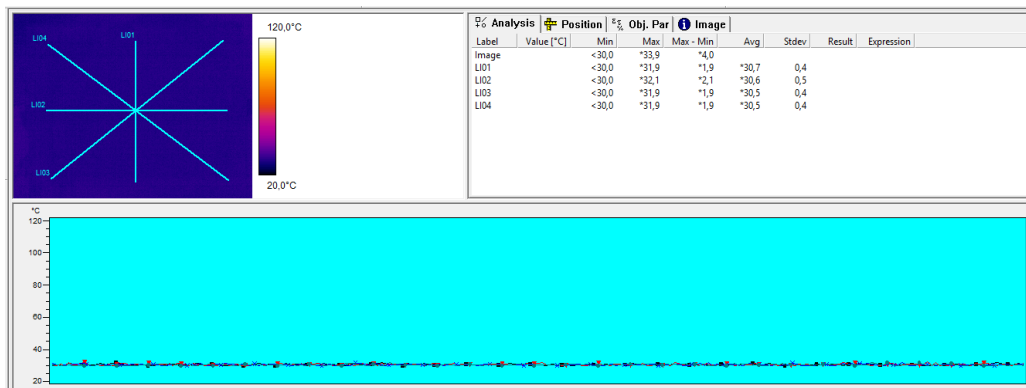 LI04
LI01
LI02
LI03
120,0°C
20,0°C
Analysis Position Obj. Par Image
Label Value [°C] Min Max Max - Min Avg Stdev Result Expression
Image <30,0 *33,9 *4,0
LI01 <30,0 *31,9 *1,9 *30,7 0,4
LI02 <30,0 *32,1 *2,1 *30,6 0,5
LI03 <30,0 *31,9 *1,9 *30,5 0,4
LI04 <30,0 *31,9 *1,9 *30,5 0,4
°C
120
100
80
60
40
20